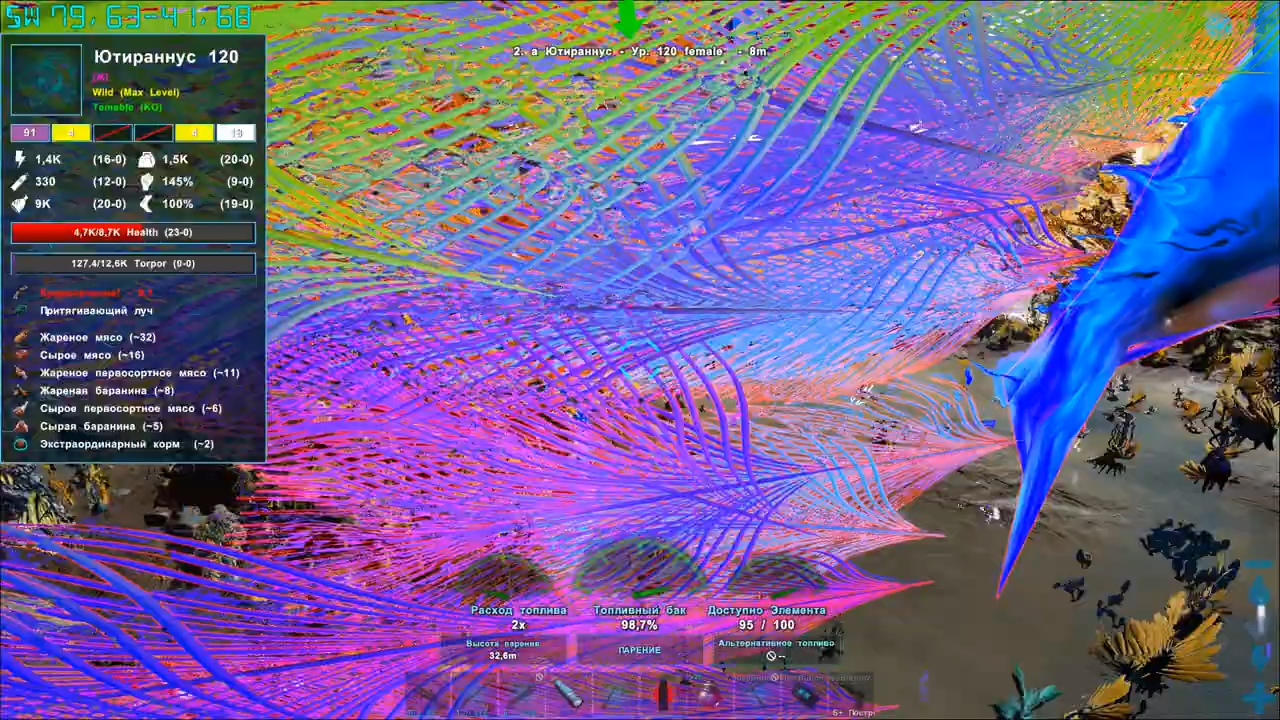 SW 79, 63-41, 68
2. a Ютираннус - Ур. 120 female - 8m
Ютираннус 120
(Ж)
Wild (Max Level)
Tameable (KO)
91 4 4 13
1,4K (16-0) 1,5K (20-0)
330 (12-0) 145% (9-0)
9K (20-0) 100% (19-0)
4,7K/8,7K Health (23-0)
127,4/12,6K Torpor (0-0)
Притягивающий луч
Жареное мясо (~32)
Сырое мясо (~16)
Жареное первосортное мясо (~11)
Жареная баранина (~8)
Сырое первосортное мясо (~6)
Сырая баранина (~5)
Экстраординарный корм (~2)
Расход топлива Топливный бак Доступно Элемента
2x 98,7% 95 / 100
Высота парения ПАРЕНИЕ Альтернативное топливо
32,6m --